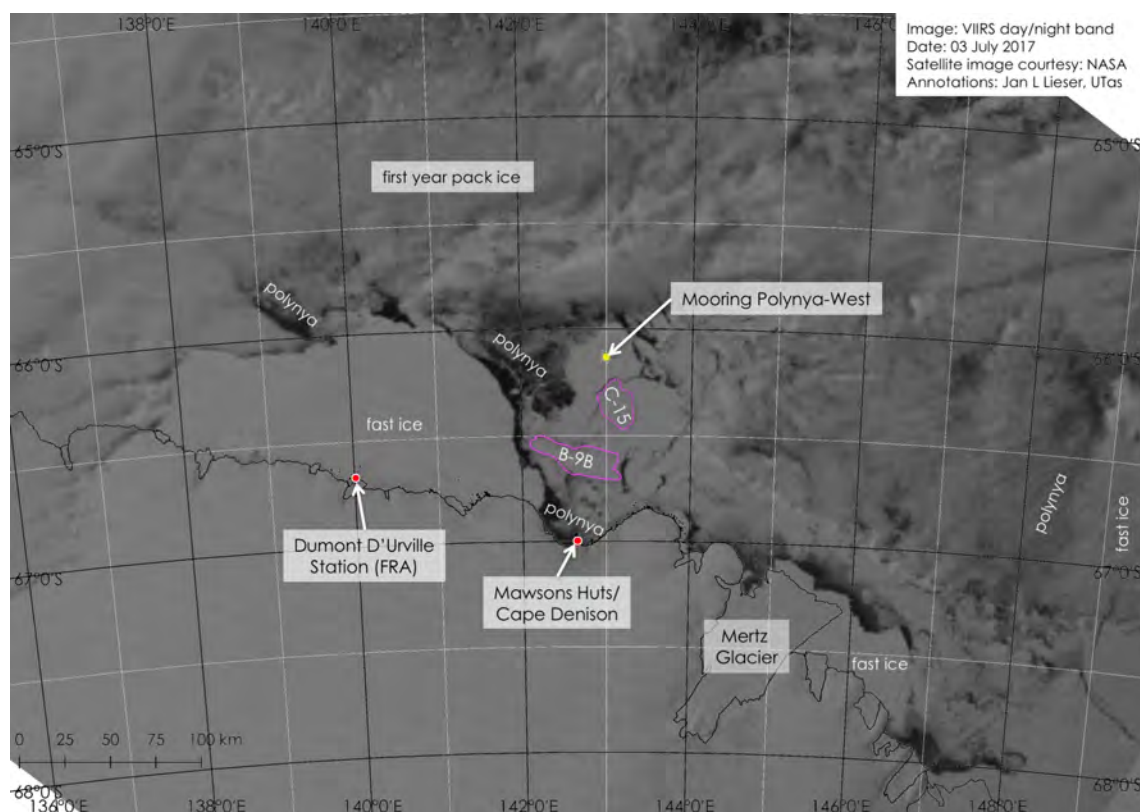 138°0'E
140°0'E
142°0'E
144°0'E
Image: VIIRS day/night band
Date: 03 July 2017
Satellite image courtesy: NASA
Annotations: Jan L Lieser, UTas
65°0'S
65°0'S
first year pack ice
polynya
Mooring Polynya-West
polynya
66°0'S
66°0'S
C-15
fast ice
B-9B
polynya
polynya
fast ice
Dumont D'Urville
Station (FRA)
67°0'S
67°0'S
Mawsons Huts/
Cape Denison
Mertz
Glacier
fast ice
0 25 50 75 100 km
68°0'S
68°0'S
136°0'E
138°0'E
140°0'E
142°0'E
144°0'E
146°0'E
148°0'E